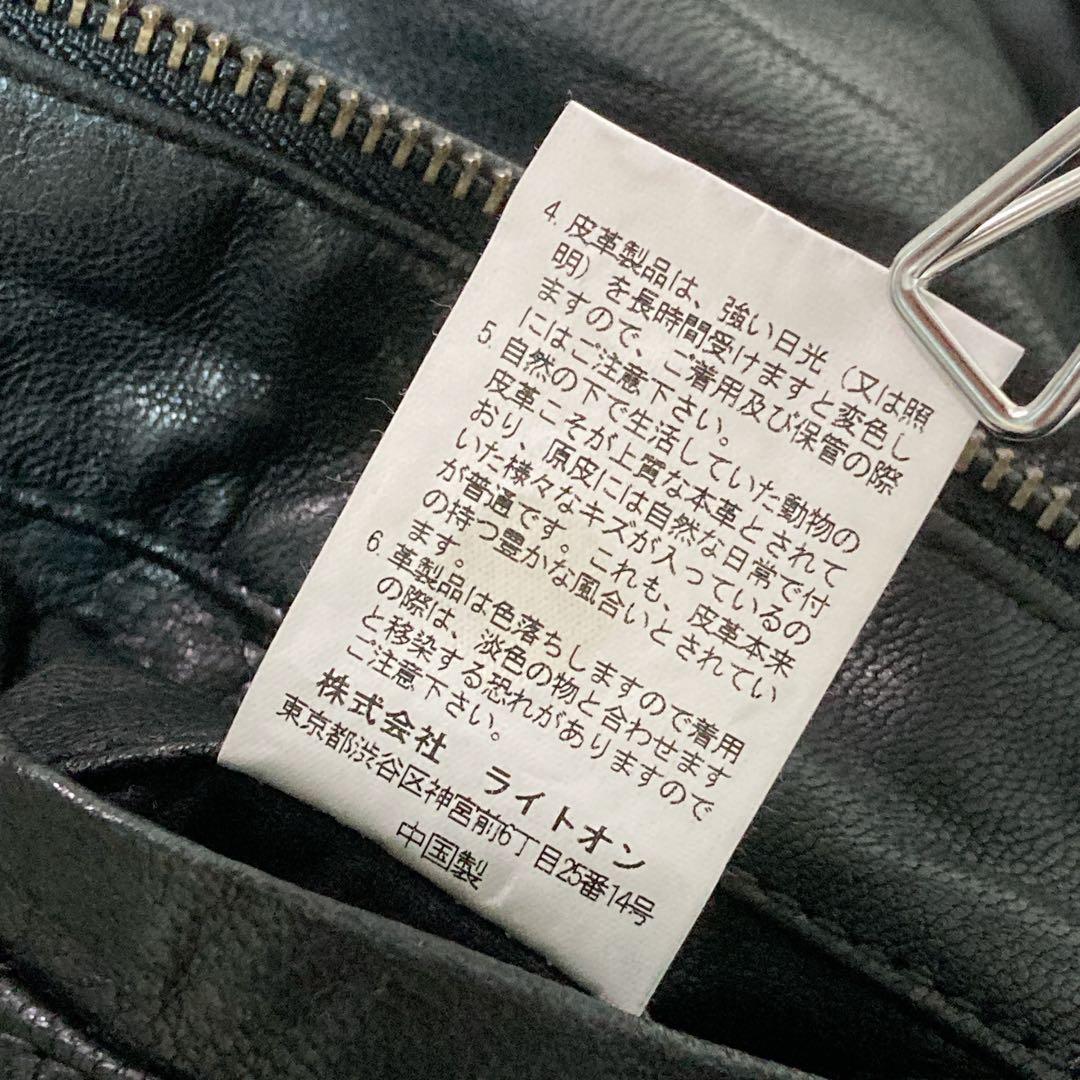 4. 皮革製品は、強い日光（又は照
明）を長時間受けますと変色し
ますので、ご着用及び保管の際
にはご注意下さい。
5. 自然の下で生活していた動物の
皮革こそが上質な本革とされて
おり、原皮には自然な日常で付
いた様々なキズが入っているの
が普通です。これも、皮革本来
の持つ豊かな風合いとされてい
ます。
6. 革製品は色落ちしますので着用
の際は、淡色の物と合わせます
と移染する恐れがありますので
ご注意下さい。
株式会社 ライトオン
東京都渋谷区神宮前6丁目25番14号
中国製